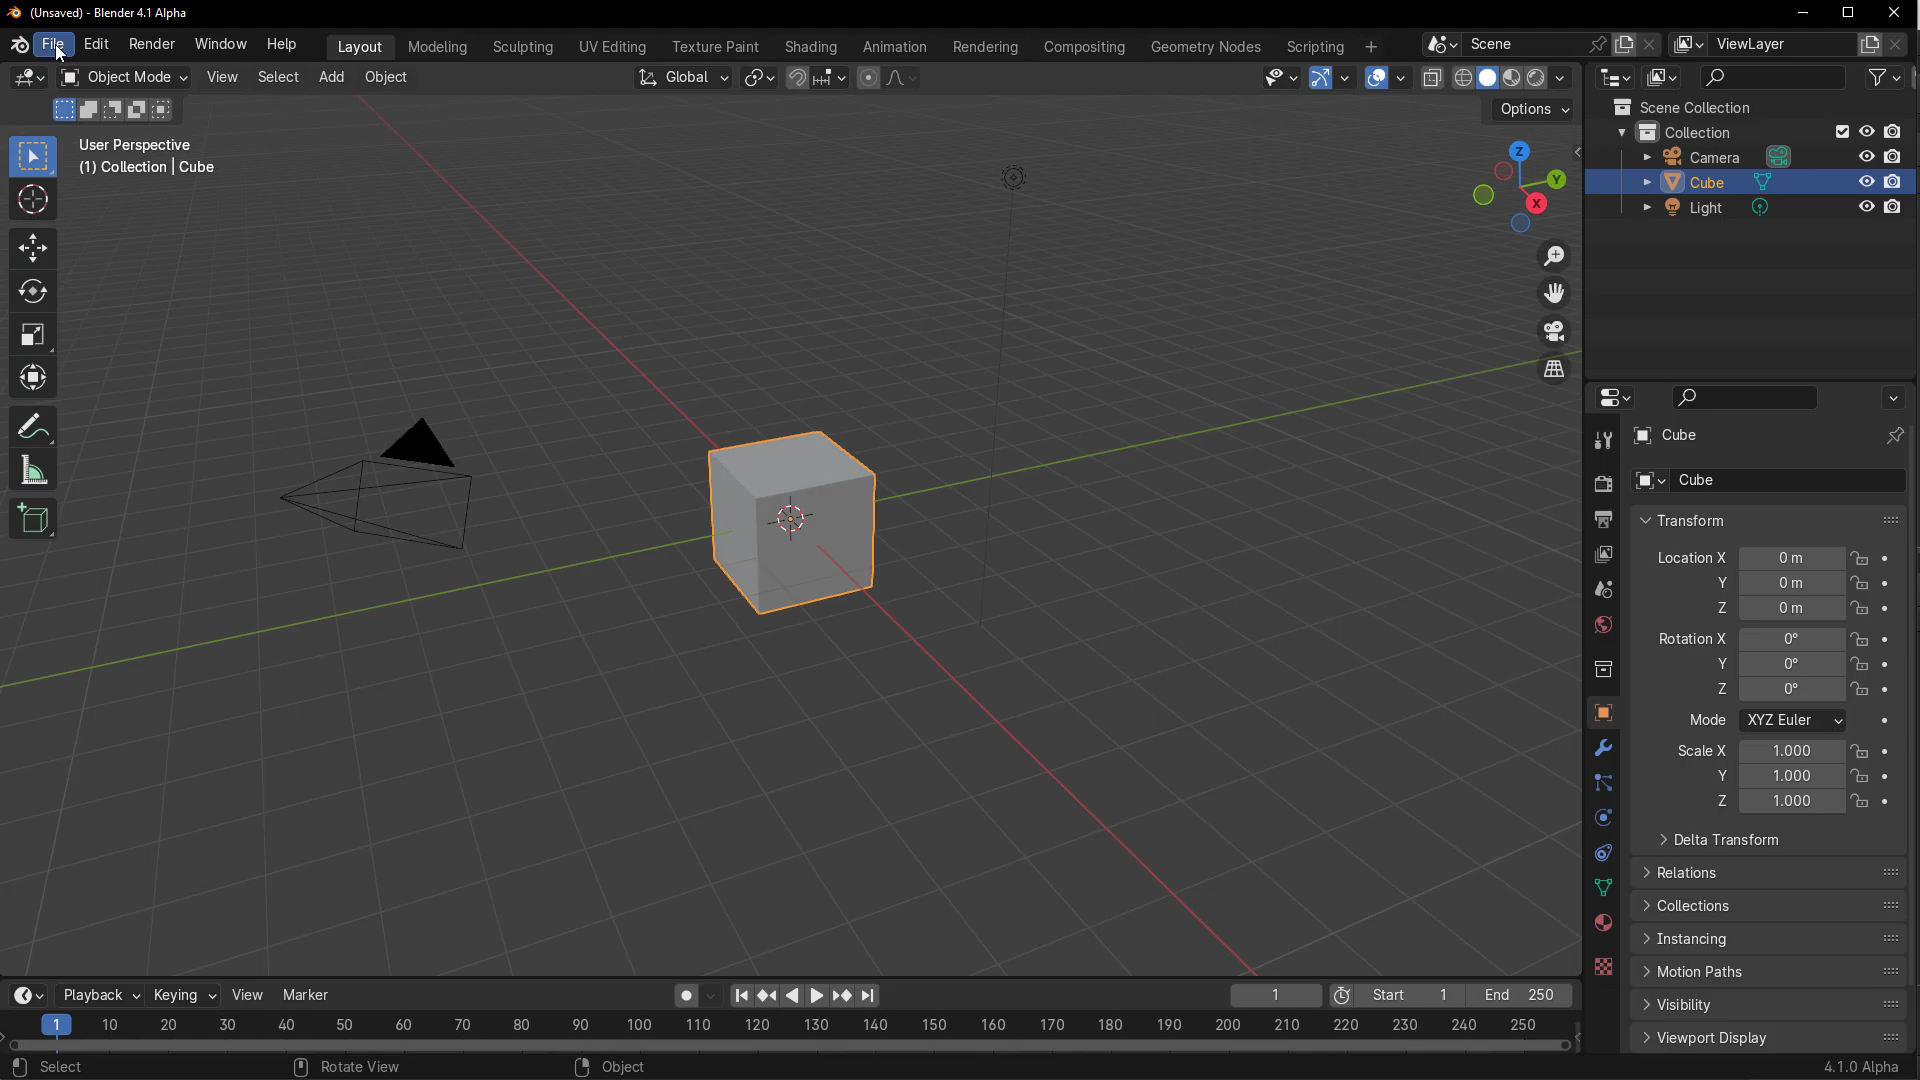 (Unsaved) - Blender 4.1 Alpha
File Edit Render Window Help Layout Modeling Sculpting UV Editing Texture Paint Shading Animation Rendering Compositing Geometry Nodes Scripting + Scene ViewLayer
Object Mode View Select Add Object Global
Options
User Perspective
(1) Collection | Cube
Z
Y
X
Scene Collection
Collection
Camera
Cube
Light
Cube
Cube
Transform
Location X 0 m
Y 0 m
Z 0 m
Rotation X 0°
Y 0°
Z 0°
Mode XYZ Euler
Scale X 1.000
Y 1.000
Z 1.000
Delta Transform
Relations
Collections
Instancing
Motion Paths
Visibility
Viewport Display
Playback Keying View Marker 1 Start 1 End 250
1 10 20 30 40 50 60 70 80 90 100 110 120 130 140 150 160 170 180 190 200 210 220 230 240 250
Select Rotate View Object 4.1.0 Alpha